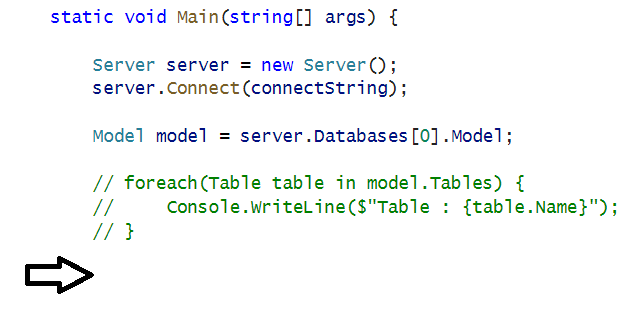 static void Main(string[] args) {
Server server = new Server();
server.Connect(connectString);
Model model = server.Databases[0].Model;
// foreach(Table table in model.Tables) {
//     Console.WriteLine($"Table : {table.Name}");
// }